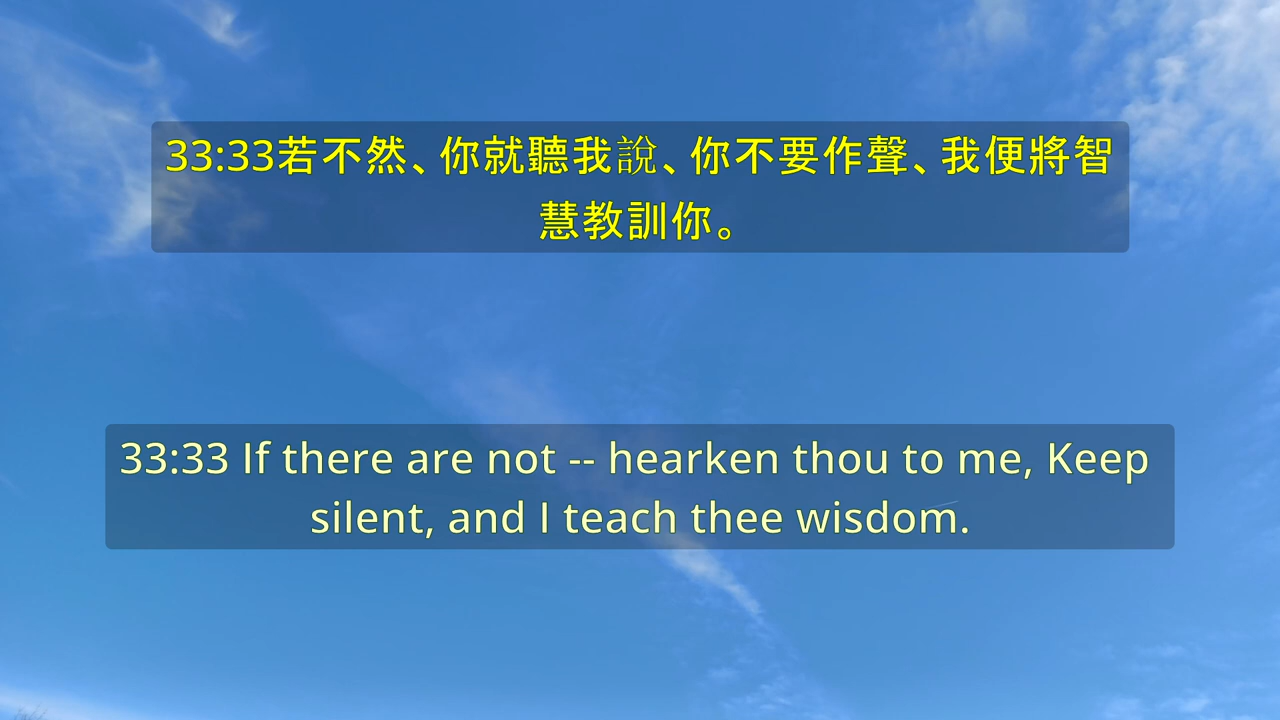 33:33若不然、你就聽我說、你不要作聲、我便將智
慧教訓你。
33:33 If there are not -- hearken thou to me, Keep
silent, and I teach thee wisdom.